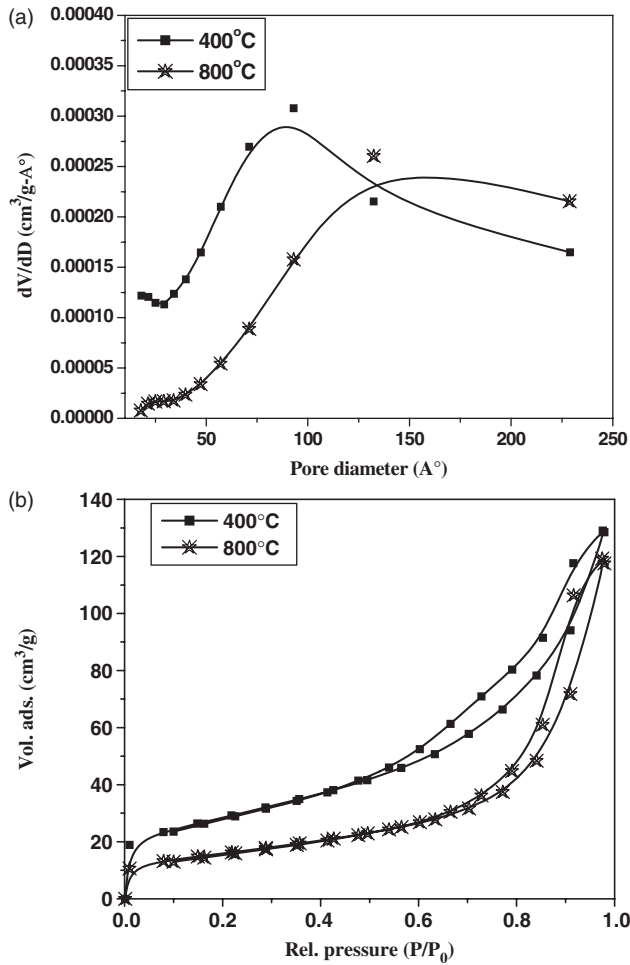 (a)
0.00040
0.00035
0.00030
0.00025
0.00020
0.00015
0.00010
0.00005
0.00000
dV/dD (cm³/g-A°)
400°C
800°C
50 100 150 200 250
Pore diameter (A°)
(b)
140
120
100
80
60
40
20
0
Vol. ads. (cm³/g)
400°C
800°C
0.0 0.2 0.4 0.6 0.8 1.0
Rel. pressure (P/P₀)